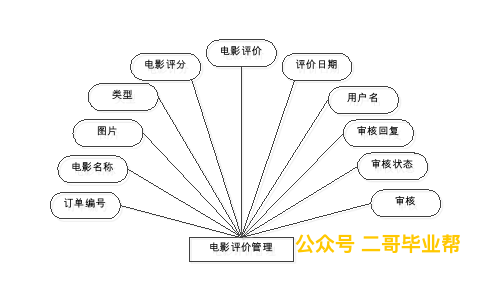 电影评价
电影评分
评价日期
类型
用户名
图片
审核回复
电影名称
审核状态
订单编号
审核
电影评价管理
公众号 二哥毕业帮